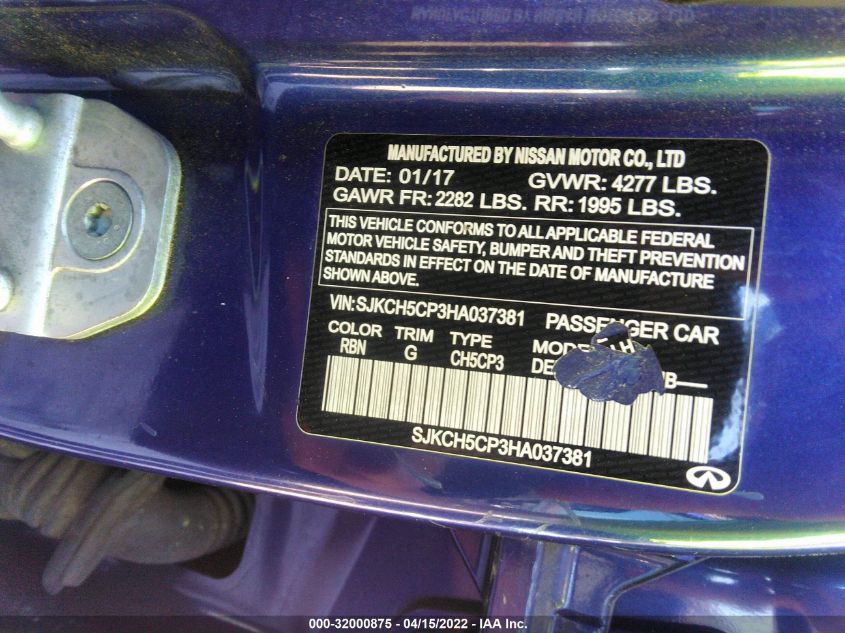 MANUFACTURED BY NISSAN MOTOR CO., LTD
DATE: 01/17 GVWR: 4277 LBS.
GAWR FR: 2282 LBS. RR: 1995 LBS.
THIS VEHICLE CONFORMS TO ALL APPLICABLE FEDERAL
MOTOR VEHICLE SAFETY, BUMPER AND THEFT PREVENTION
STANDARDS IN EFFECT ON THE DATE OF MANUFACTURE
SHOWN ABOVE.
VIN: SJKCH5CP3HA037381 PASSENGER CAR
COLOR TRIM TYPE
RBN G CH5CP3
SJKCH5CP3HA037381
000-32000875 - 04/15/2022 - IAA Inc.